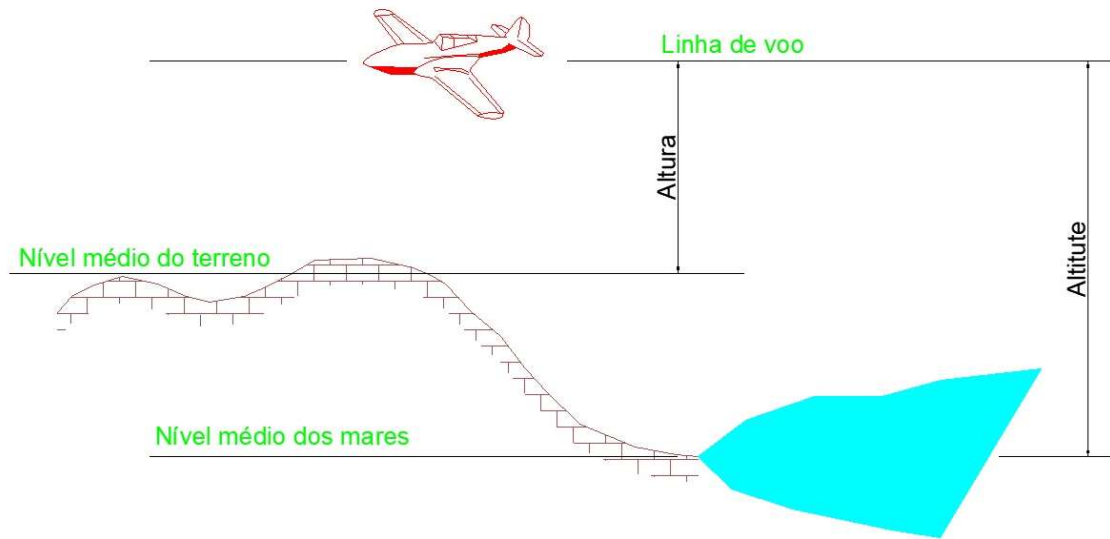 Linha de voo
Altura
Nível médio do terreno
Altitute
Nível médio dos mares